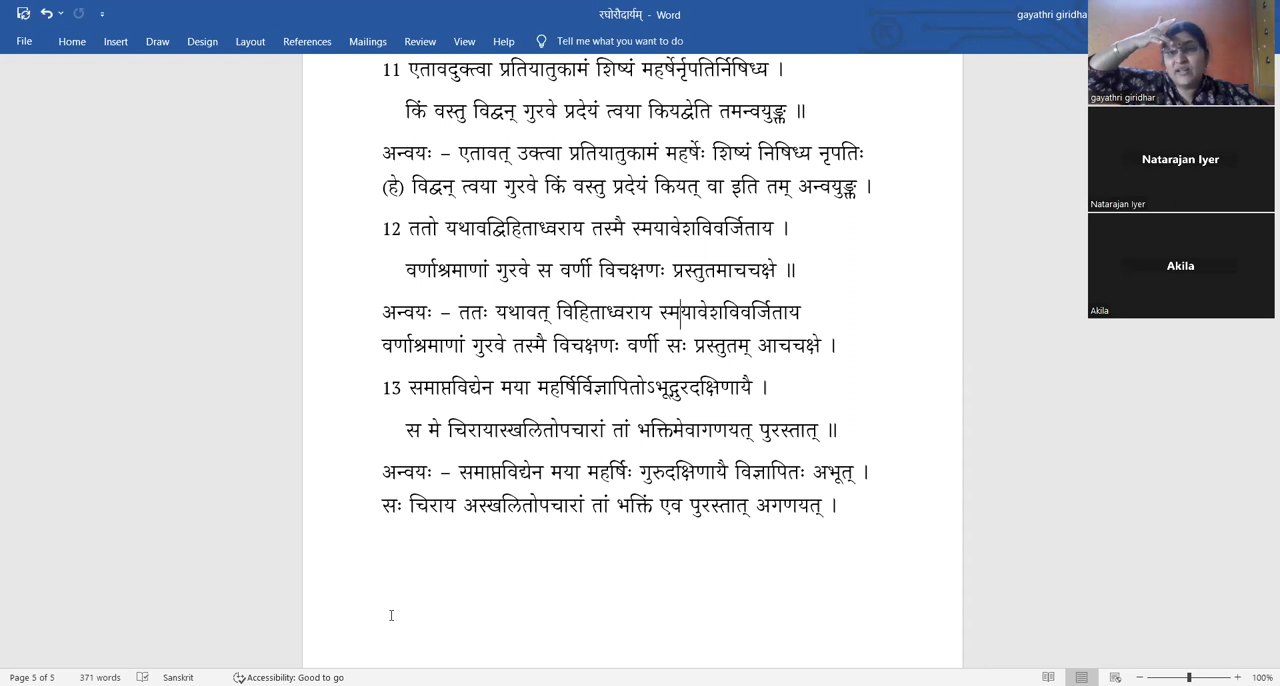 रघोरौदार्यम् - Word
gayathri giridha
File Home Insert Draw Design Layout References Mailings Review View Help Tell me what you want to do
11 एतावदुक्त्वा प्रतियातुकामं शिष्यं महर्षेर्नृपतिर्निषिध्य ।
किं वस्तु विद्वन् गुरवे प्रदेयं त्वया कियद्वेति तमन्वयुङ्क्त ॥
अन्वयः – एतावत् उक्त्वा प्रतियातुकामं महर्षेः शिष्यं निषिध्य नृपतिः
(हे) विद्वन् त्वया गुरवे किं वस्तु प्रदेयं कियत् वा इति तम् अन्वयुङ्क्त ।
12 ततो यथावद्विहिताध्वराय तस्मै स्मयावेशविवर्जिताय ।
वर्णाश्रमाणां गुरवे स वर्णी विचक्षणः प्रस्तुतमाचचक्षे ॥
अन्वयः – ततः यथावत् विहिताध्वराय स्मयावेशविवर्जिताय
वर्णाश्रमाणां गुरवे तस्मै विचक्षणः वर्णी सः प्रस्तुतम् आचचक्षे ।
13 समाप्तविद्येन मया महर्षिर्विज्ञापितोऽभूद्गुरदक्षिणायै ।
स मे चिरायास्खलितोपचारां तां भक्तिमेवागणयत् पुरस्तात् ॥
अन्वयः – समाप्तविद्येन मया महर्षिः गुरुदक्षिणायै विज्ञापितः अभूत् ।
सः चिराय अस्खलितोपचारां तां भक्तिं एव पुरस्तात् अगणयत् ।
gayathri giridhar
Natarajan Iyer
Natarajan Iyer
Akila
Akila
Page 5 of 5 371 words Sanskrit Accessibility: Good to go 100%